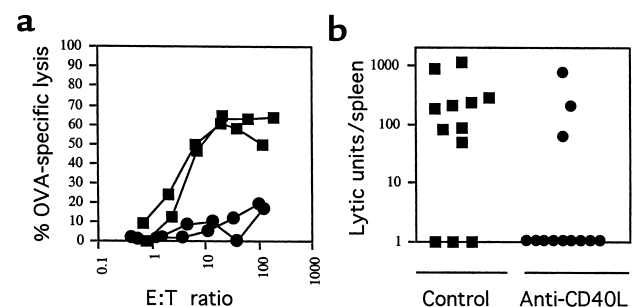 a
% OVA-specific lysis
100
90
80
70
60
50
40
30
20
10
0
0.1
1
10
100
1000
E:T ratio
b
Lytic units/spleen
1000
100
10
1
Control
Anti-CD40L